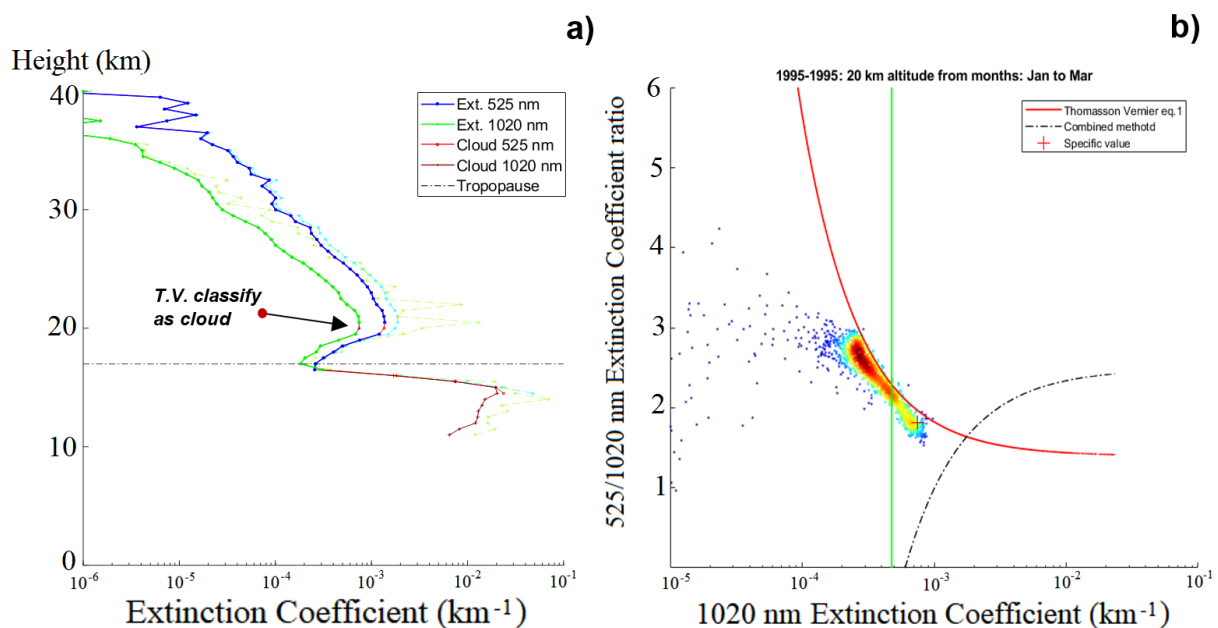 a)
Height (km)
40
30
20
10
0
Ext. 525 nm
Ext. 1020 nm
Cloud 525 nm
Cloud 1020 nm
Tropopause
T.V. classify
as cloud
10-6
10-5
10-4
10-3
10-2
10-1
Extinction Coefficient (km-1)
b)
1995-1995: 20 km altitude from months: Jan to Mar
525/1020 nm Extinction Coefficient ratio
6
5
4
3
2
1
Thomasson Vernier eq.1
Combined methotd
Specific value
10-5
10-4
10-3
10-2
10-1
1020 nm Extinction Coefficient (km-1)